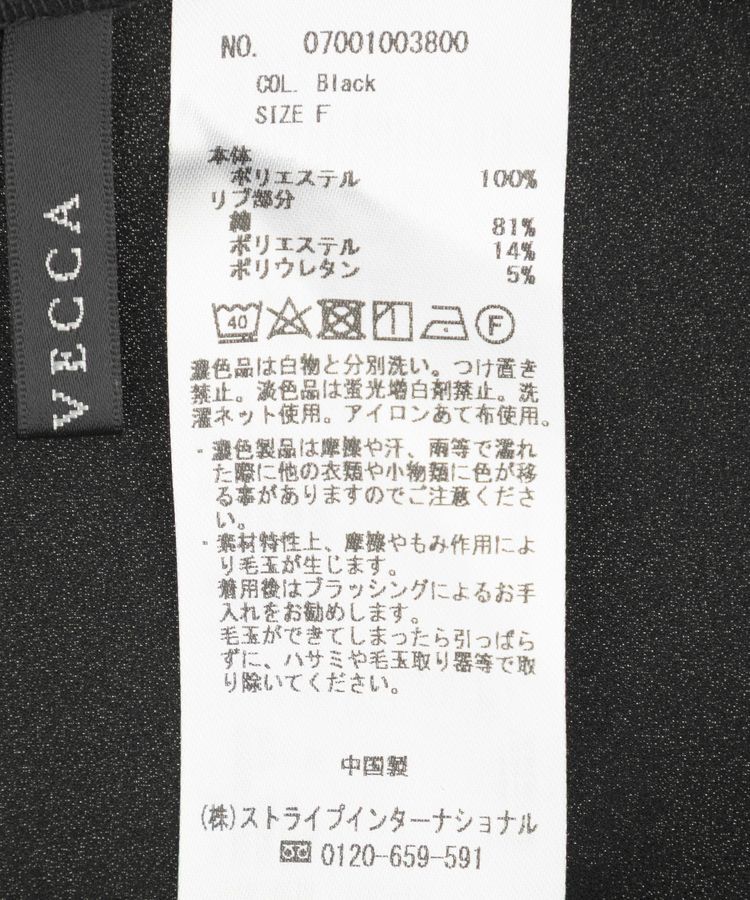 VECCA
NO. 07001003800
COL. Black
SIZE F
本体
ポリエステル 100%
リブ部分
綿 81%
ポリエステル 14%
ポリウレタン 5%
40 F
濃色品は白物と分別洗い。つけ置き
禁止。淡色品は蛍光増白剤禁止。洗
濯ネット使用。アイロンあて布使用。
・濃色製品は摩擦や汗、雨等で濡れ
た際に他の衣類や小物類に色が移
る事がありますのでご注意くださ
い。
・素材特性上、摩擦やもみ作用によ
り毛玉が生じます。
着用後はブラッシングによるお手
入れをお勧めします。
毛玉ができてしまったら引っぱら
ずに、ハサミや毛玉取り器等で取
り除いてください。
中国製
(株)ストライプインターナショナル
0120-659-591